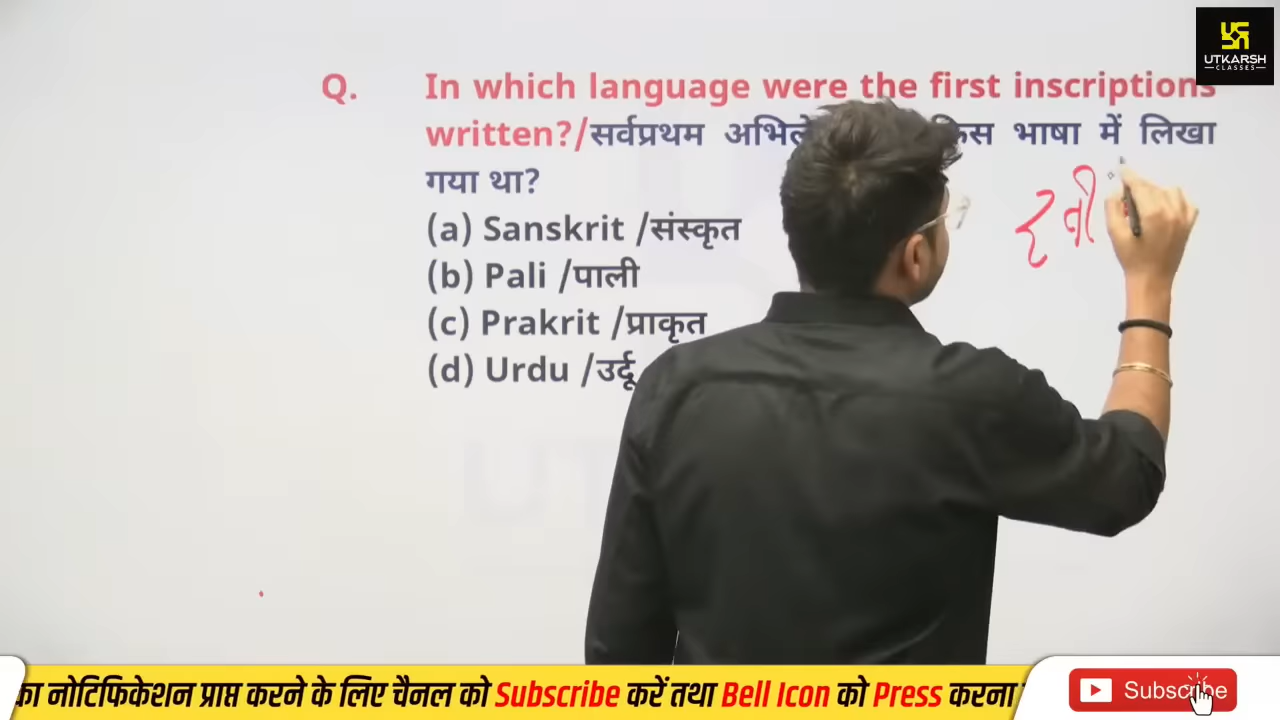 UTKARSH
CLASSES
Q. In which language were the first inscriptions
written?/सर्वप्रथम भाषा में लिखा
गया था?
(a) Sanskrit /संस्कृत
(b) Pali /पाली
(c) Prakrit /प्राकृत
(d) Urdu /उर्दू
का नोटिफिकेशन प्राप्त करने के लिए चैनल को Subscribe करें तथा Bell Icon को Press करना
Subscribe